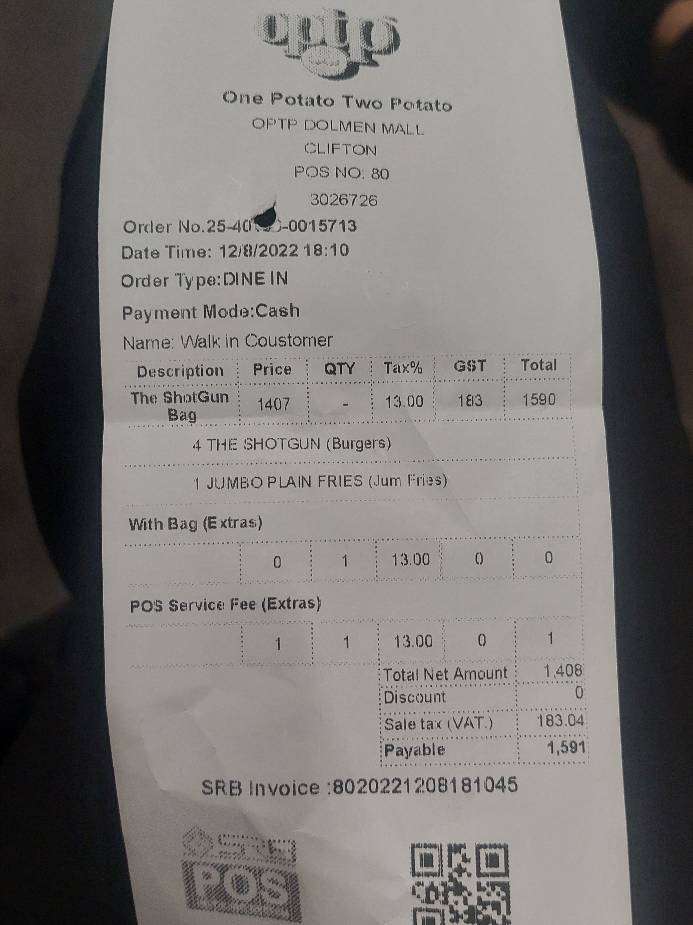 optp
One Potato Two Potato
OPTP DOLMEN MALL
CLIFTON
POS NO: 80
3026726
Order No.25-40 -0015713
Date Time: 12/8/2022 18:10
Order Type:DINE IN
Payment Mode:Cash
Name: Walk in Coustomer
Description Price QTY Tax% GST Total
The ShotGun Bag 1407 - 13.00 183 1590
4 THE SHOTGUN (Burgers)
1 JUMBO PLAIN FRIES (Jum Fries)
With Bag (Extras)
0 1 13.00 0 0
POS Service Fee (Extras)
1 1 13.00 0 1
Total Net Amount 1,408
Discount 0
Sale tax (VAT.) 183.04
Payable 1,591
SRB Invoice :8020221208181045
SRB
POS